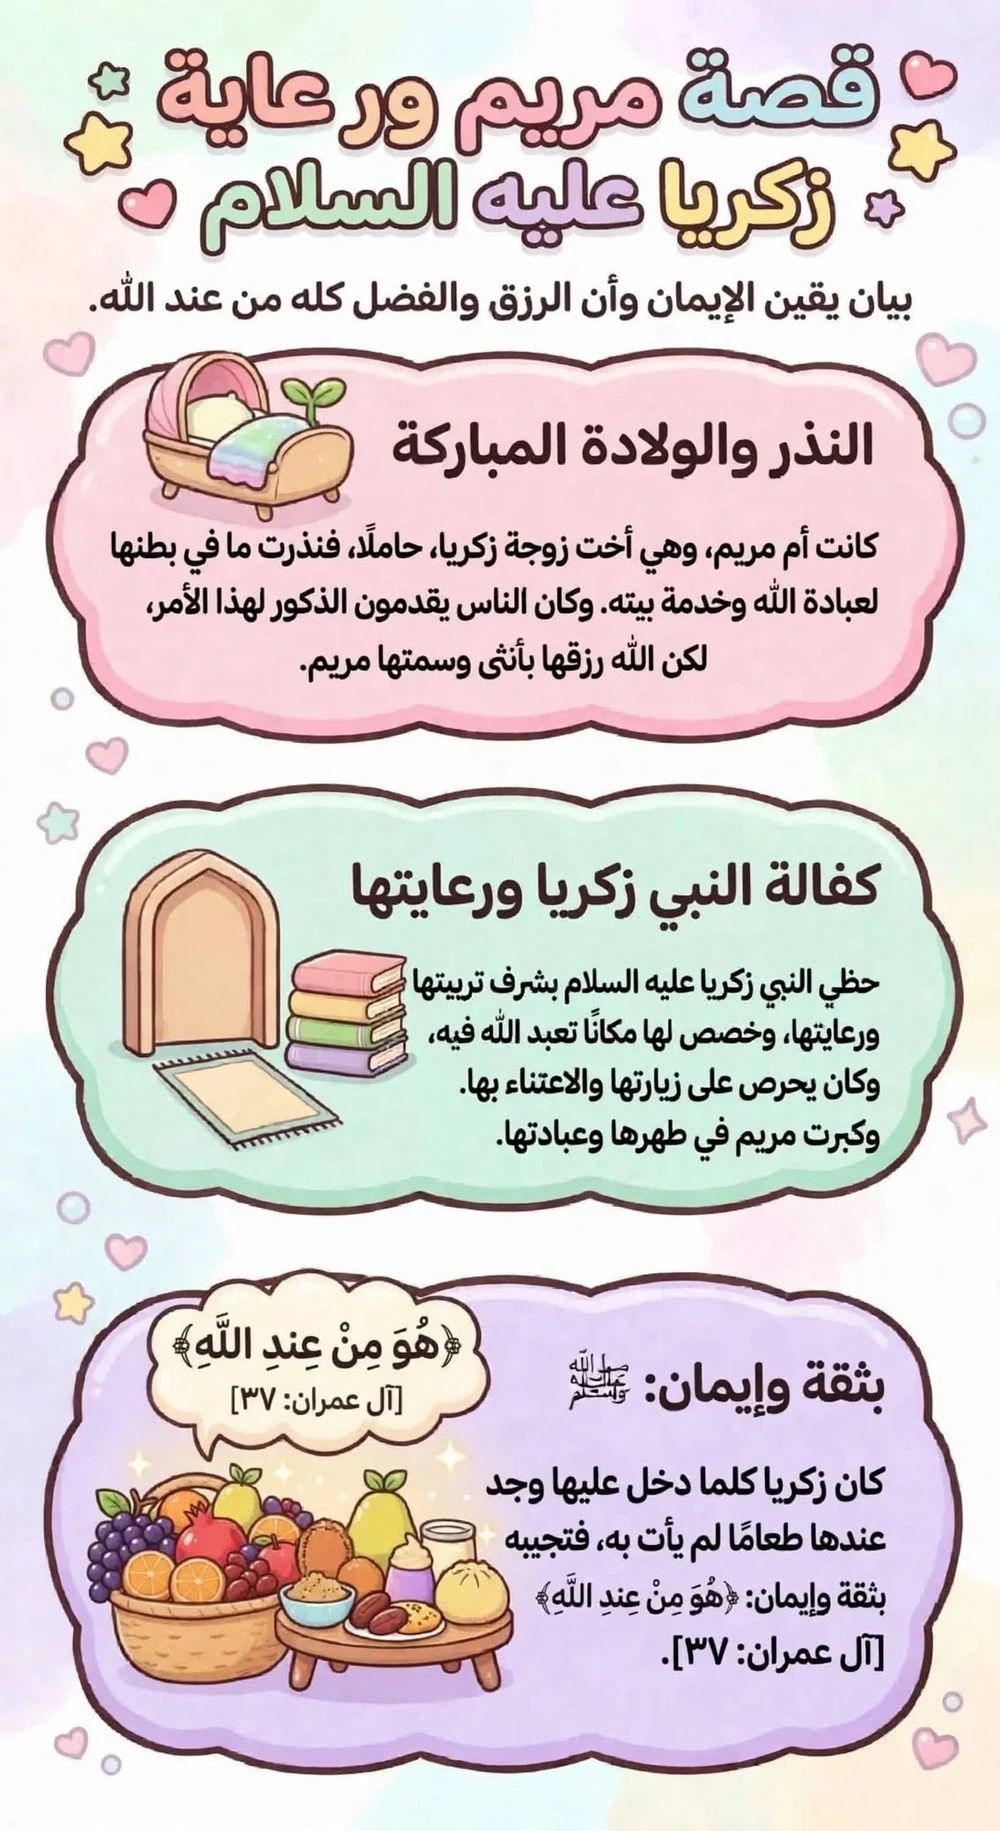 قصة مريم ورعاية
زكريا عليه السلام
بيان يقين الإيمان وأن الرزق والفضل كله من عند الله.
النذر والولادة المباركة
كانت أم مريم، وهي أخت زوجة زكريا، حاملًا، فنذرت ما في بطنها
لعبادة الله وخدمة بيته. وكان الناس يقدمون الذكور لهذا الأمر،
لكن الله رزقها بأنثى وسمتها مريم.
كفالة النبي زكريا ورعايتها
حظي النبي زكريا عليه السلام بشرف تربيتها
ورعايتها، وخصص لها مكانًا تعبد الله فيه،
وكان يحرص على زيارتها والاعتناء بها.
وكبرت مريم في طهرها وعبادتها.
بثقة وإيمان: ﷺ
﴿هُوَ مِنْ عِندِ اللَّهِ﴾
[آل عمران: ٣٧]
كان زكريا كلما دخل عليها وجد
عندها طعامًا لم يأت به، فتجيبه
بثقة وإيمان: ﴿هُوَ مِنْ عِندِ اللَّهِ﴾
[آل عمران: ٣٧].